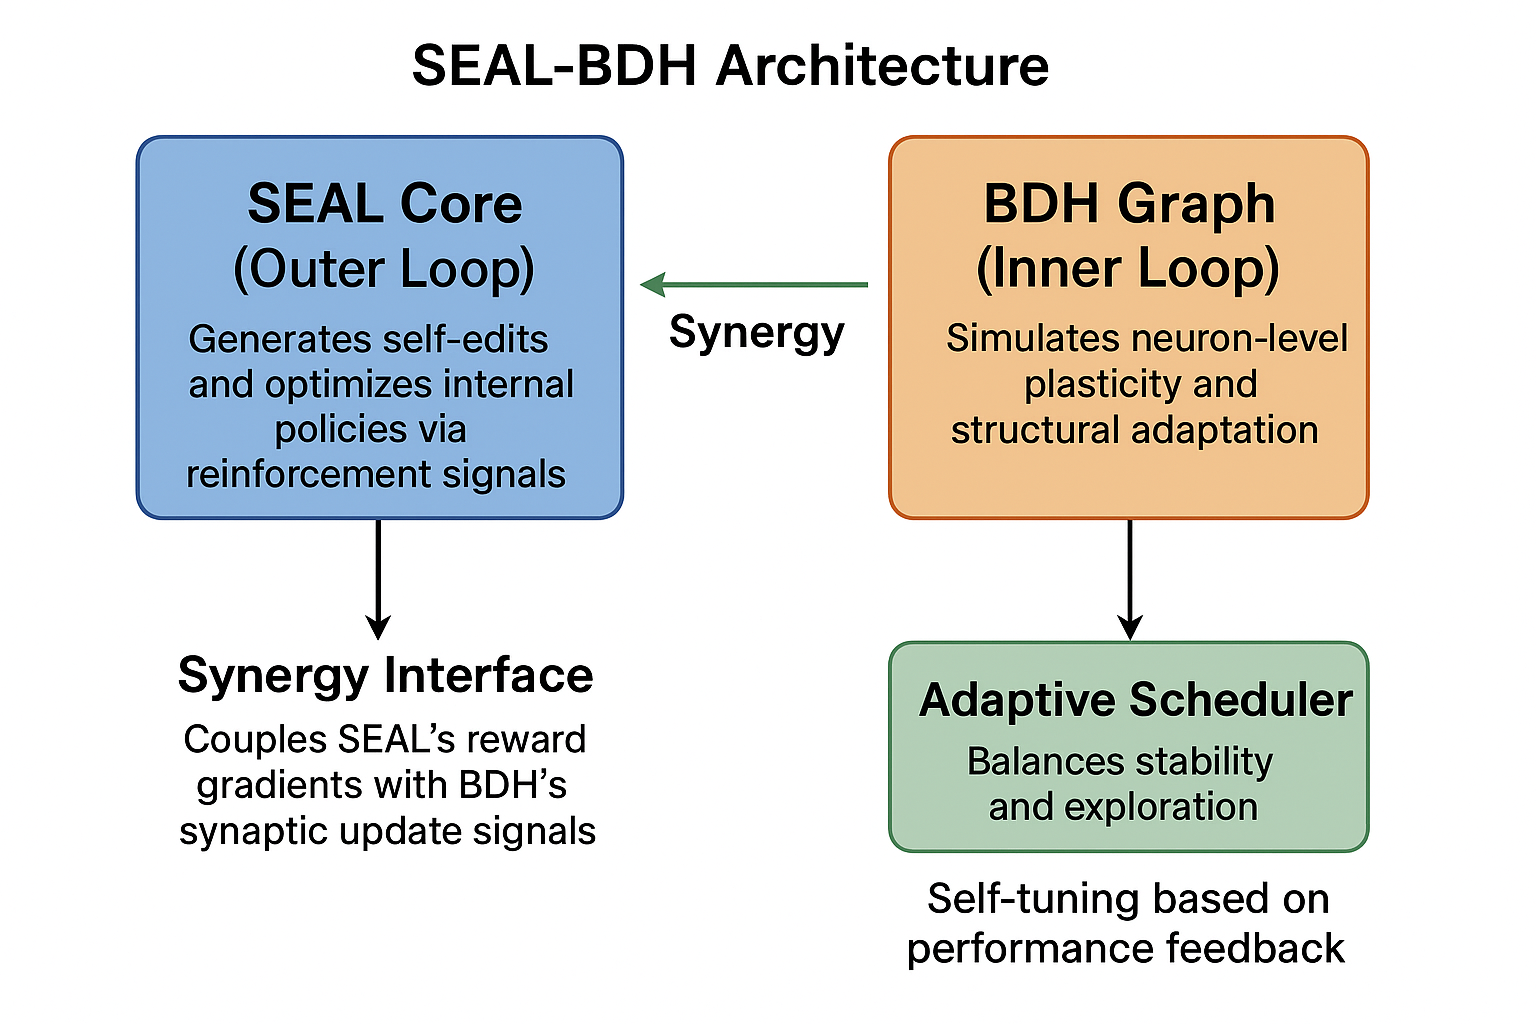 SEAL-BDH Architecture
SEAL Core
(Outer Loop)
Generates self-edits
and optimizes internal
policies via
reinforcement signals
Synergy
BDH Graph
(Inner Loop)
Simulates neuron-level
plasticity and
structural adaptation
Synergy Interface
Couples SEAL’s reward
gradients with BDH’s
synaptic update signals
Adaptive Scheduler
Balances stability
and exploration
Self-tuning based on
performance feedback